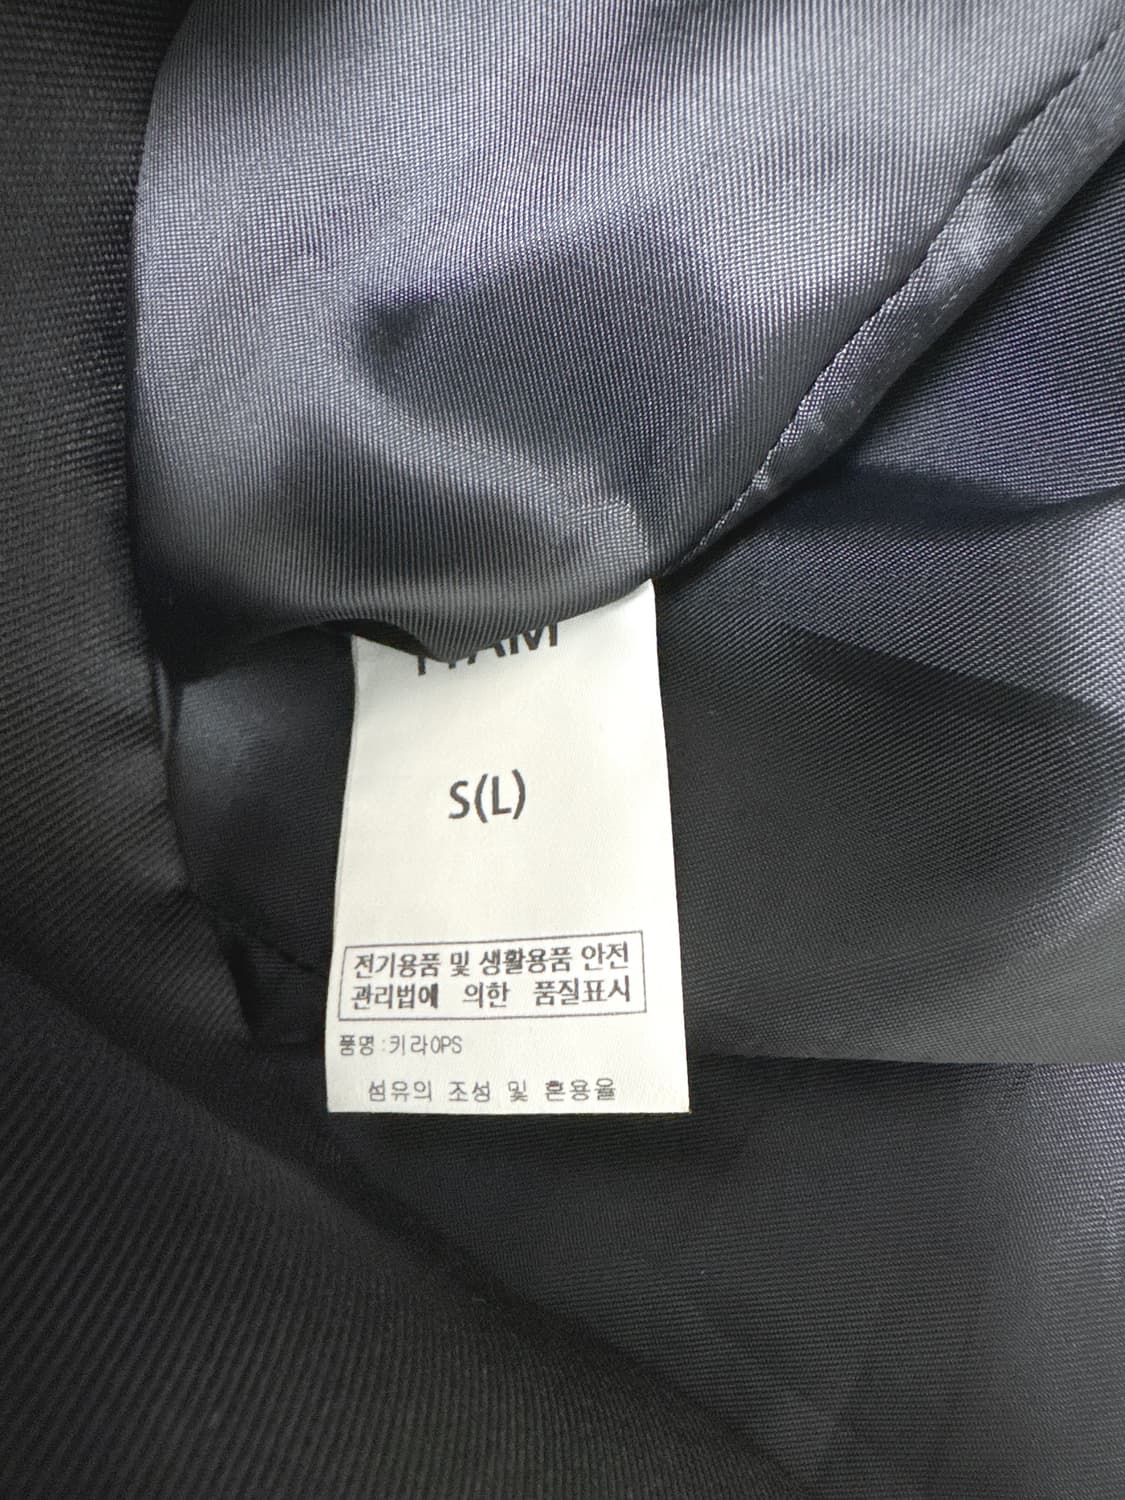 S(L)
전기용품 및 생활용품 안전
관리법에 의한 품질표시
품명:키라OPS
섬유의 조성 및 혼용율